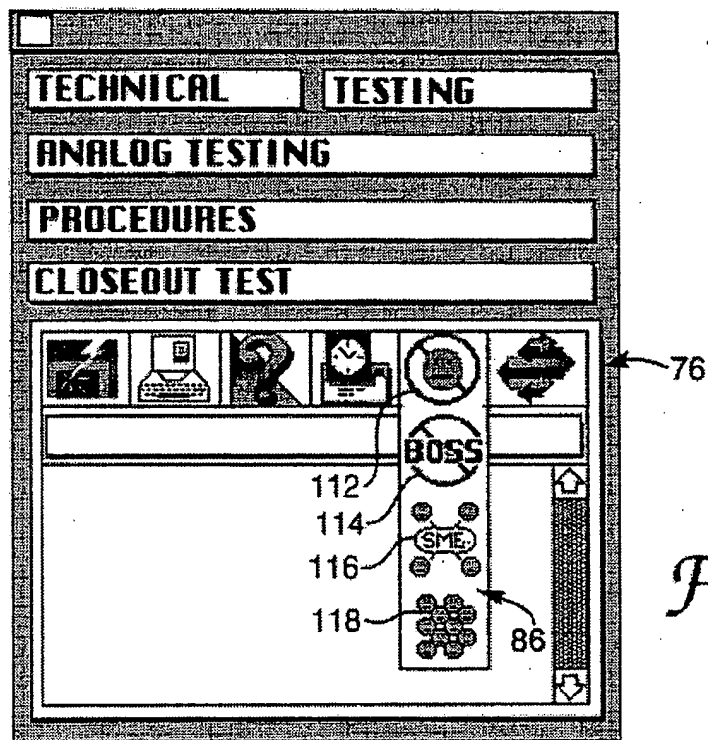 TECHNICAL TESTING
ANALOG TESTING
PROCEDURES
CLOSEOUT TEST
76
BOSS
112
114
SME
116
118
86
F